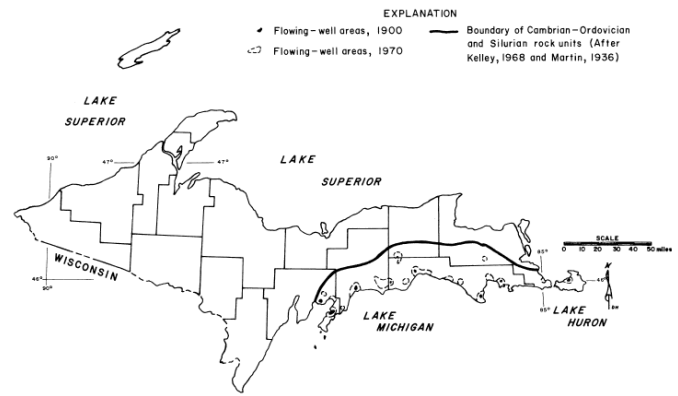 EXPLANATION
Flowing-well areas, 1900
Flowing-well areas, 1970
Boundary of Cambrian-Ordovician
and Silurian rock units (After
Kelley, 1968 and Martin, 1936)
LAKE
SUPERIOR
LAKE
SUPERIOR
90°
47°
47°
WISCONSIN
46°
90°
SCALE
0 10 20 30 40 50 miles
85°
46°
N
85°
LAKE
MICHIGAN
LAKE
HURON